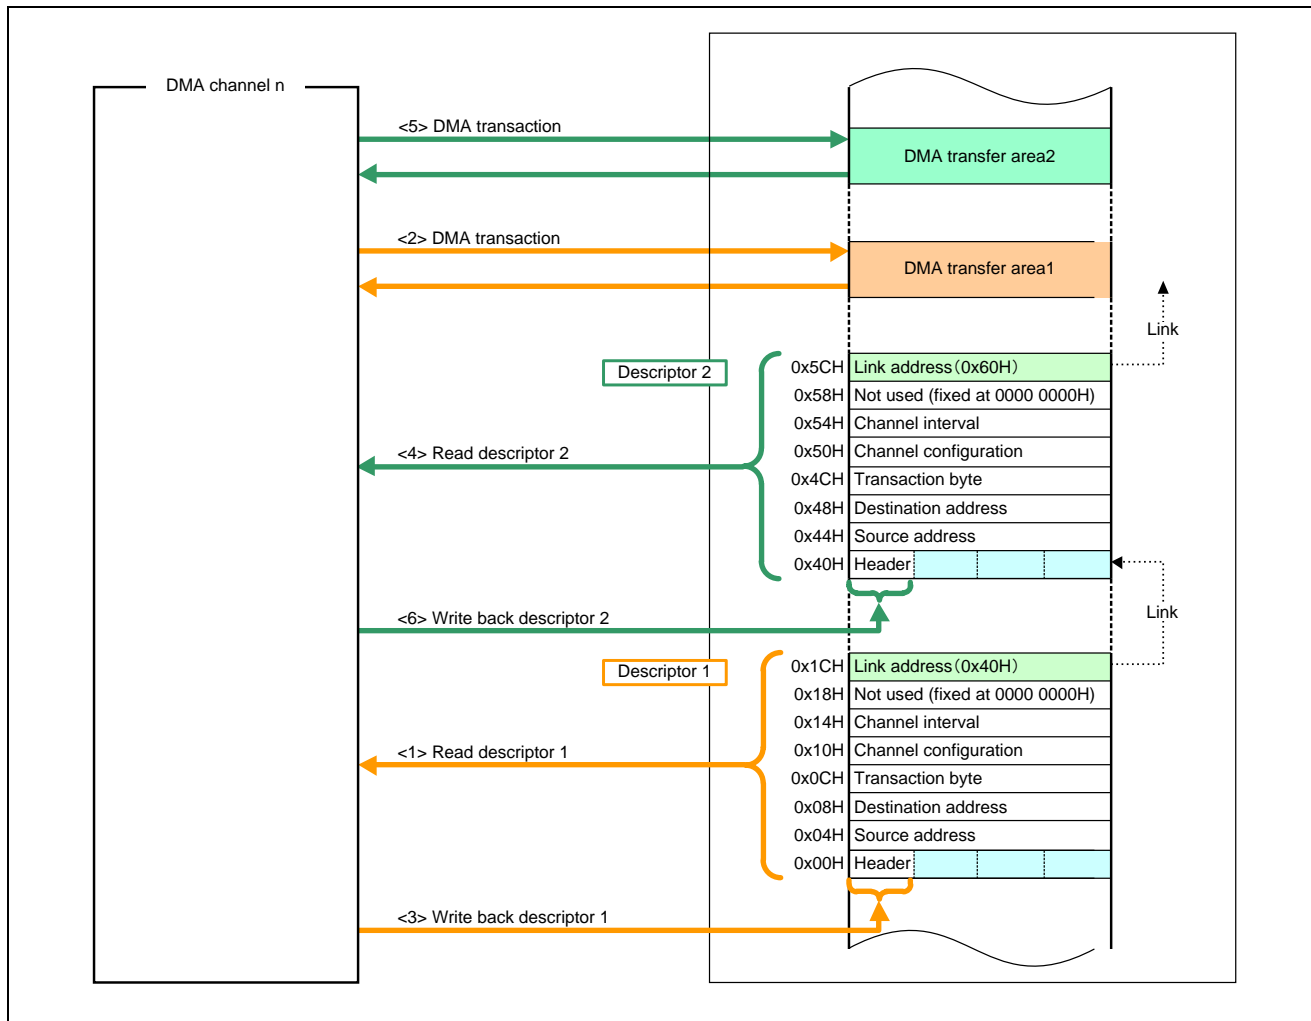 DMA channel n
<5> DMA transaction
DMA transfer area2
<2> DMA transaction
DMA transfer area1
Link
Descriptor 2
0x5CH Link address(0x60H)
0x58H Not used (fixed at 0000 0000H)
0x54H Channel interval
0x50H Channel configuration
<4> Read descriptor 2
0x4CH Transaction byte
0x48H Destination address
0x44H Source address
0x40H Header
<6> Write back descriptor 2
Link
Descriptor 1
0x1CH Link address(0x40H)
0x18H Not used (fixed at 0000 0000H)
0x14H Channel interval
0x10H Channel configuration
<1> Read descriptor 1
0x0CH Transaction byte
0x08H Destination address
0x04H Source address
0x00H Header
<3> Write back descriptor 1